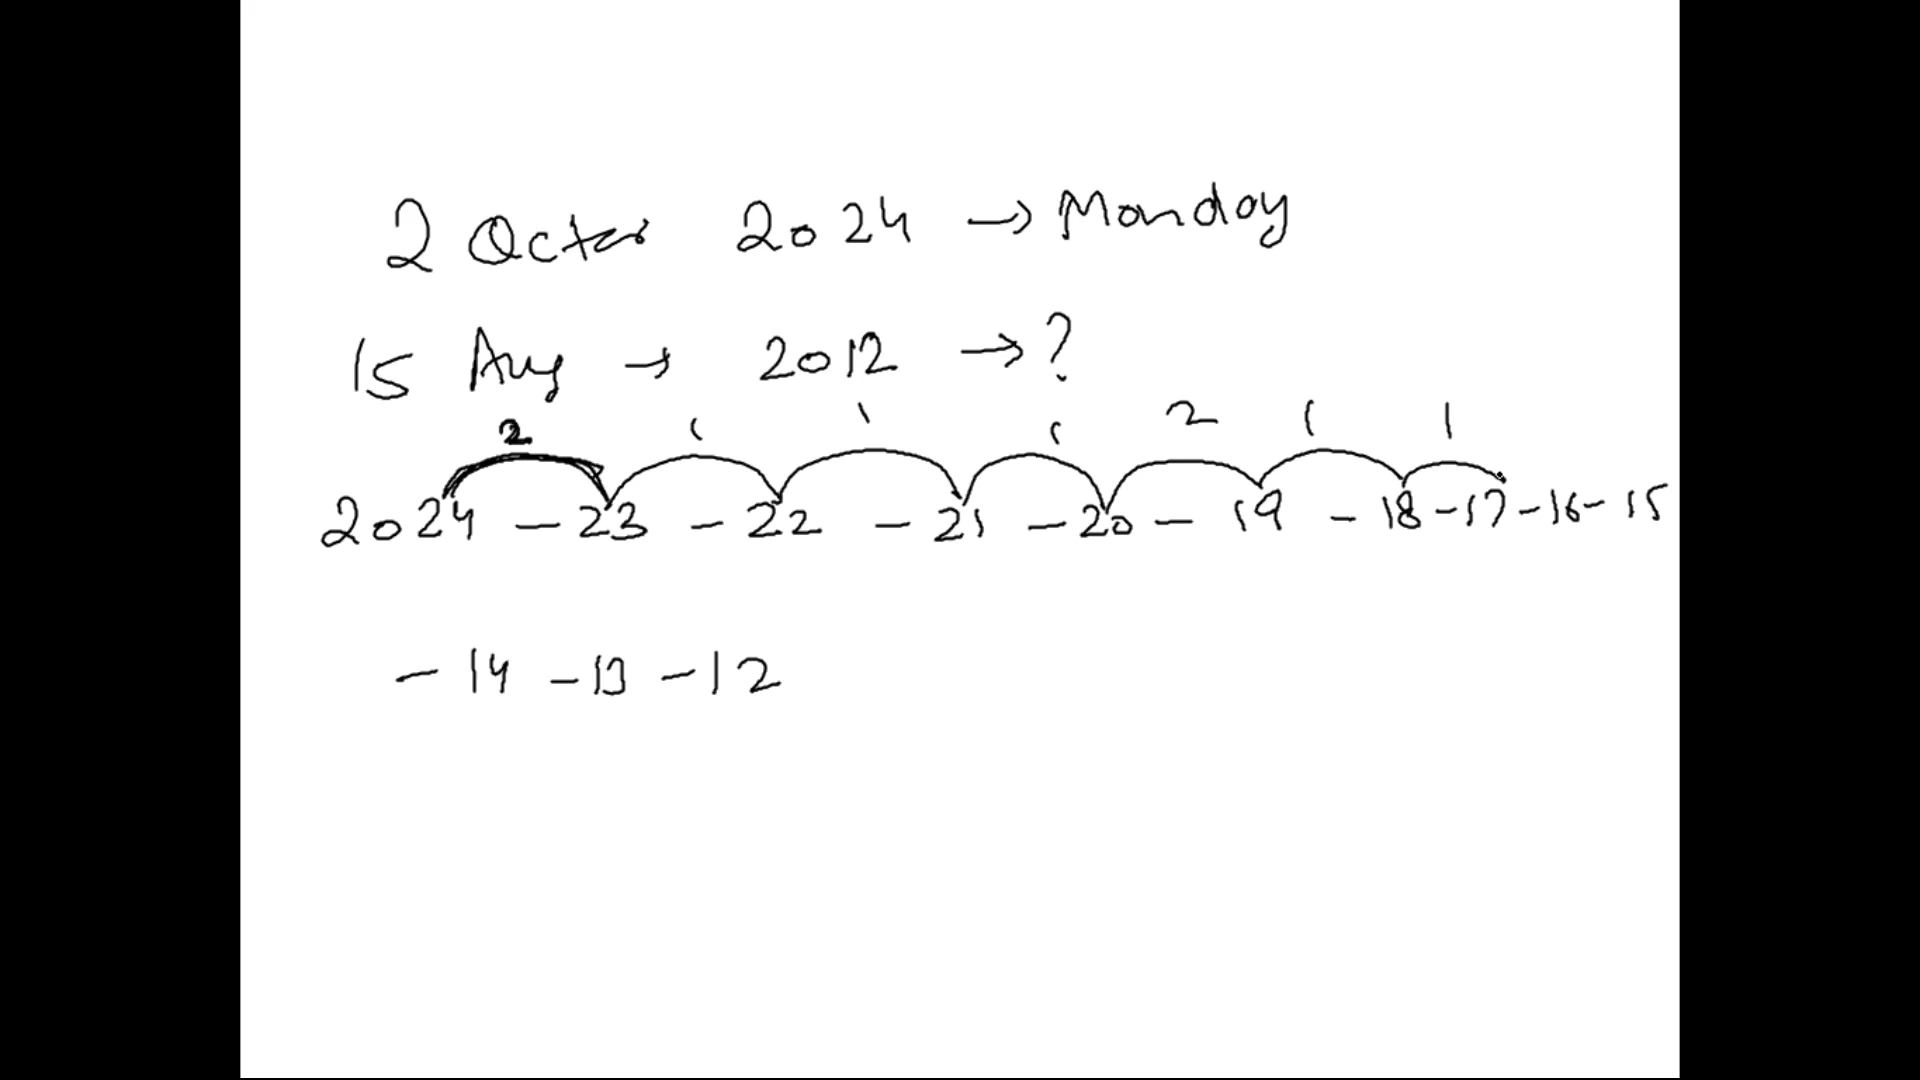 2 Octer 2024 → Monday
15 Aug → 2012 → ?
2 1 1 1 2 1 1
2024 - 23 - 22 - 21 - 20 - 19 - 18 - 17 - 16 - 15
- 14 - 13 - 12